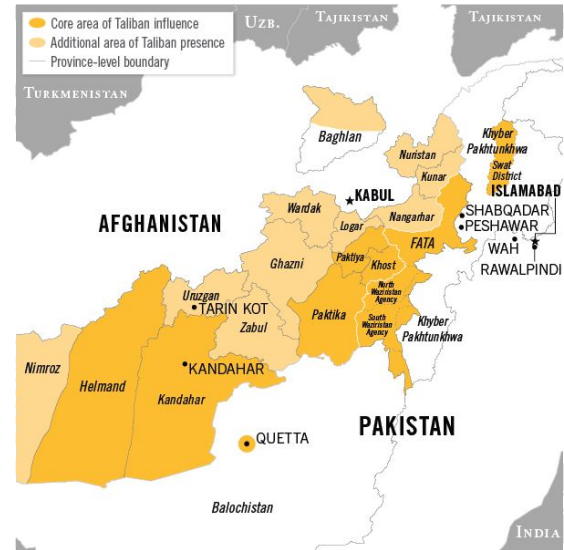 Core area of Taliban influence
Additional area of Taliban presence
Province-level boundary
UZB.
TAJIKISTAN
TAJIKISTAN
TURKMENISTAN
Baghlan
Khyber
Pakhtunkhwa
Swat
District
Nuristan
Kunar
ISLAMABAD
KABUL
Wardak
Nangarhar
SHABQADAR
PESHAWAR
AFGHANISTAN
Logar
FATA
WAH
RAWALPINDI
Paktiya
Khost
Ghazni
North
Waziristan
Agency
Uruzgan
TARIN KOT
Paktika
South
Waziristan
Agency
Khyber
Pakhtunkhwa
Zabul
Nimroz
Helmand
KANDAHAR
Kandahar
PAKISTAN
QUETTA
Balochistan
INDIA